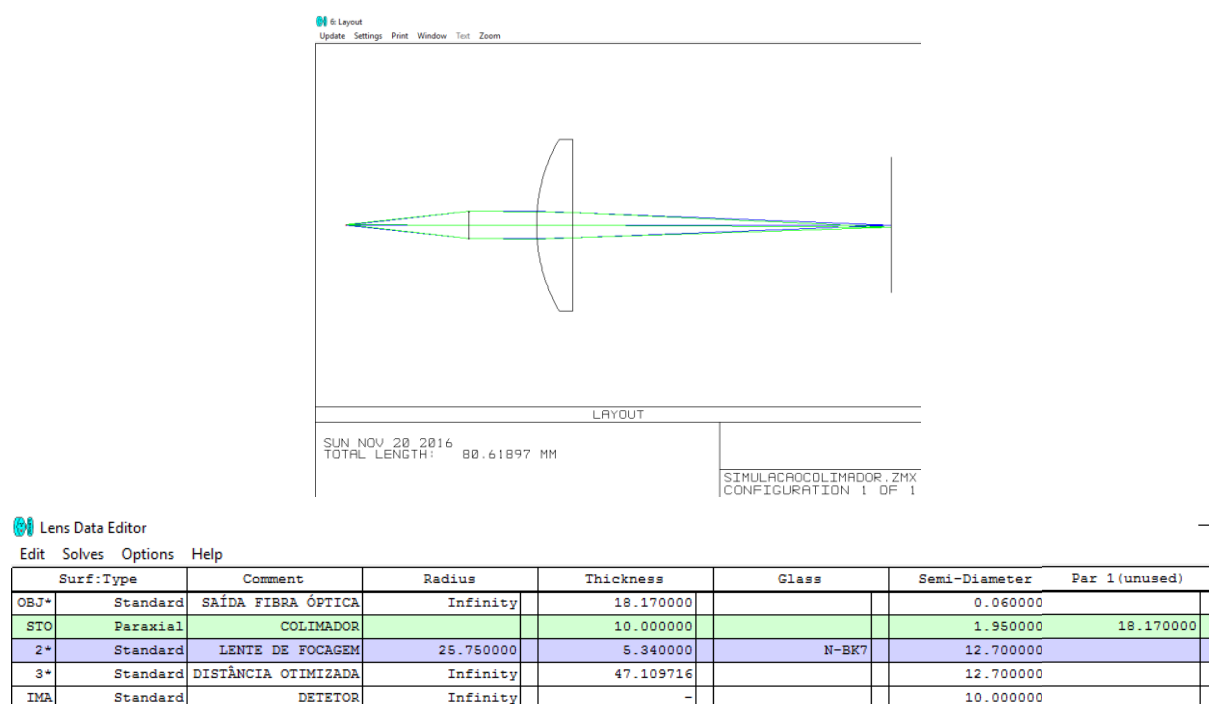 6: Layout
Update Settings Print Window Text Zoom
LAYOUT
SUN NOV 20 2016
TOTAL LENGTH: 80.61897 MM
SIMULACAOCOLIMADOR.ZMX
CONFIGURATION 1 OF 1
Lens Data Editor
Edit Solves Options Help
Surf:Type Comment Radius Thickness Glass Semi-Diameter Par 1(unused)
OBJ* Standard SAÍDA FIBRA ÓPTICA Infinity 18.170000 0.060000
STO Paraxial COLIMADOR 10.000000 1.950000 18.170000
2* Standard LENTE DE FOCAGEM 25.750000 5.340000 N-BK7 12.700000
3* Standard DISTÂNCIA OTIMIZADA Infinity 47.109716 12.700000
IMA Standard DETETOR Infinity - 10.000000